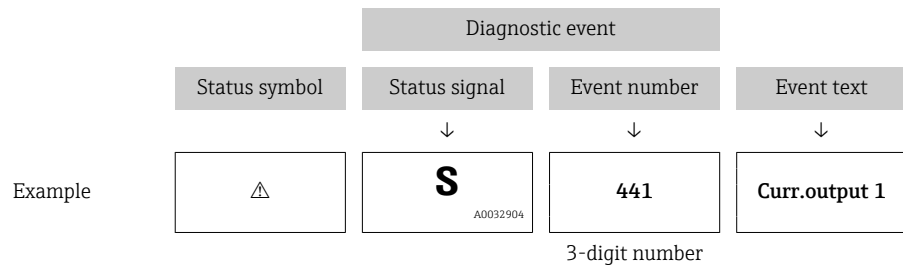 Diagnostic event
Status symbol Status signal Event number Event text
↓ ↓ ↓
Example ⚠ S 441 Curr.output 1
A0032904
3-digit number